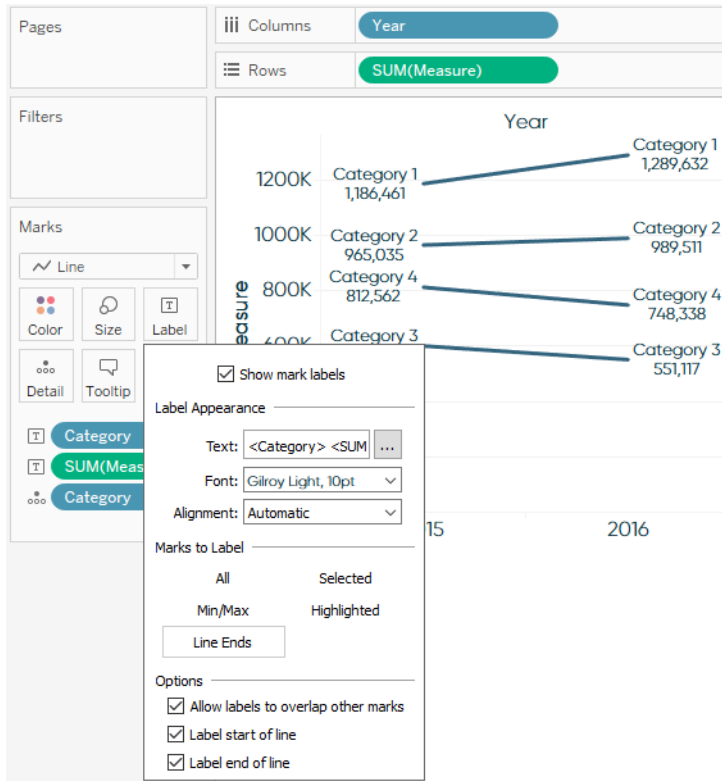 Pages
Columns
Year
Rows
SUM(Measure)
Filters
Year
1200K
Category 1
1,186,461
Category 1
1,289,632
1000K
Category 2
965,035
Category 2
989,511
800K
Category 4
812,562
Category 4
748,338
easure
600K
Category 3
Category 3
551,117
15
2016
Marks
Line
Color
Size
T
Label
Detail
Tooltip
T
Category
T
SUM(Meas
Category
Show mark labels
Label Appearance
Text:
<Category> <SUM
...
Font:
Gilroy Light, 10pt
Alignment:
Automatic
Marks to Label
All
Selected
Min/Max
Highlighted
Line Ends
Options
Allow labels to overlap other marks
Label start of line
Label end of line